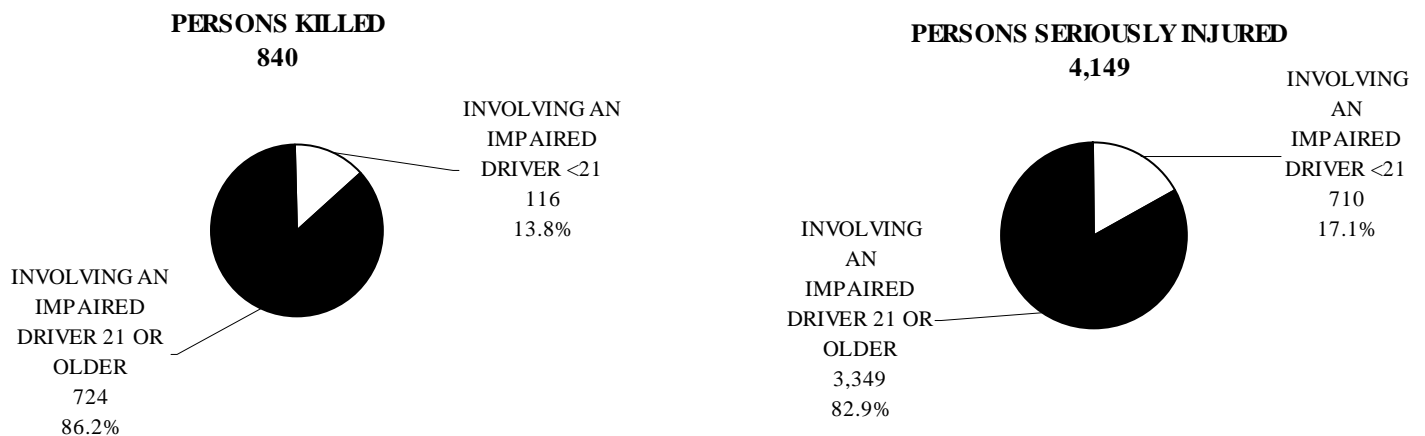 PERSONS KILLED
840
INVOLVING AN
IMPAIRED
DRIVER <21
116
13.8%
INVOLVING AN
IMPAIRED
DRIVER 21 OR
OLDER
724
86.2%
PERSONS SERIOUSLY INJURED
4,149
INVOLVING
AN
IMPAIRED
DRIVER <21
710
17.1%
INVOLVING
AN
IMPAIRED
DRIVER 21 OR
OLDER
3,349
82.9%